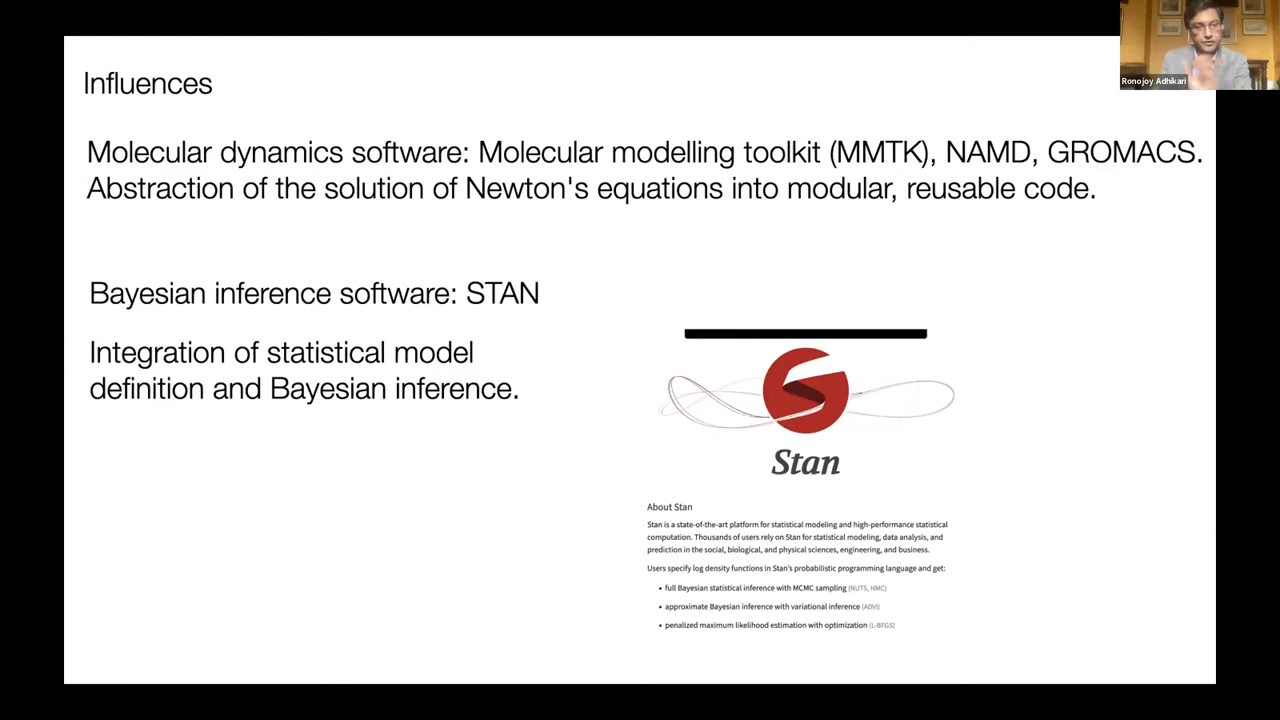 Ronojoy Adhikari
Influences
Molecular dynamics software: Molecular modelling toolkit (MMTK), NAMD, GROMACS.
Abstraction of the solution of Newton's equations into modular, reusable code.
Bayesian inference software: STAN
Integration of statistical model
definition and Bayesian inference.
Stan
About Stan
Stan is a state-of-the-art platform for statistical modeling and high-performance statistical
computation. Thousands of users rely on Stan for statistical modeling, data analysis, and
prediction in the social, biological, and physical sciences, engineering, and business.
Users specify log density functions in Stan's probabilistic programming language and get:
• full Bayesian statistical inference with MCMC sampling (NUTS, HMC)
• approximate Bayesian inference with variational inference (ADVI)
• penalized maximum likelihood estimation with optimization (L-BFGS)